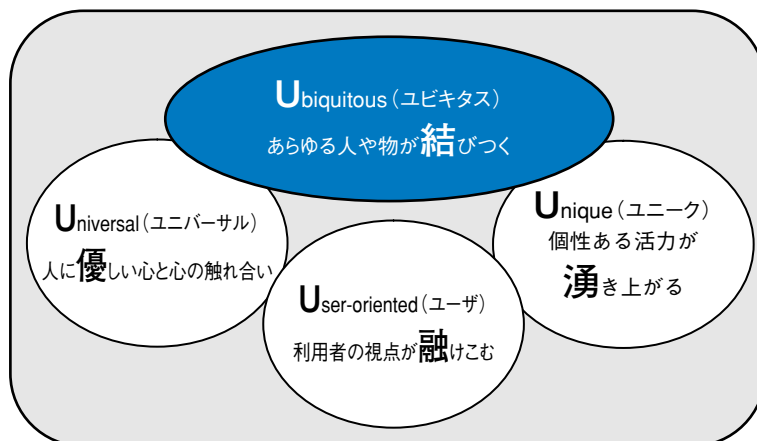 Ubiquitous（ユビキタス）
あらゆる人や物が結びつく
Universal（ユニバーサル）
人に優しい心と心の触れ合い
User-oriented（ユーザ）
利用者の視点が融けこむ
Unique（ユニーク）
個性ある活力が
湧き上がる